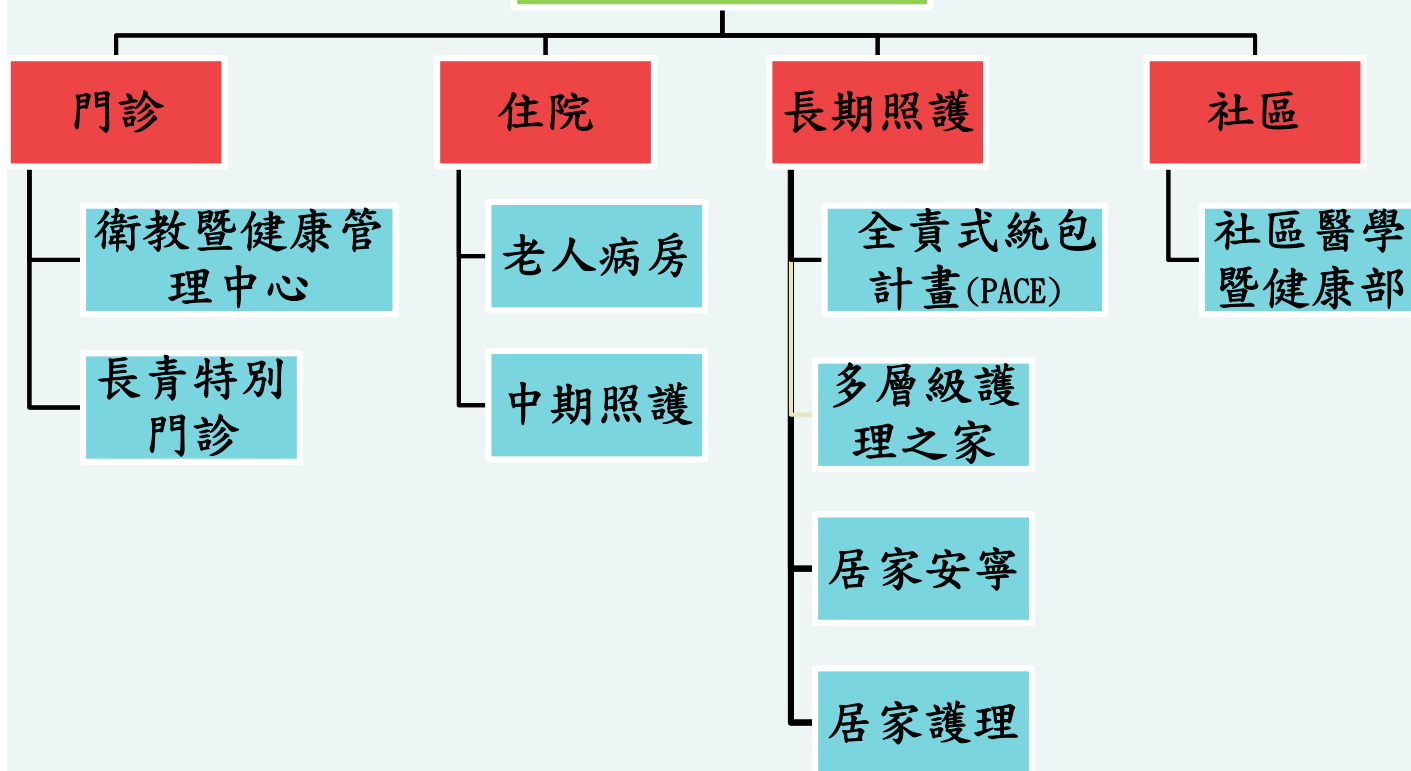 門診
住院
長期照護
社區
衛教暨健康管
理中心
長青特別
門診
老人病房
中期照護
全責式統包
計畫(PACE)
多層級護
理之家
居家安寧
居家護理
社區醫學
暨健康部